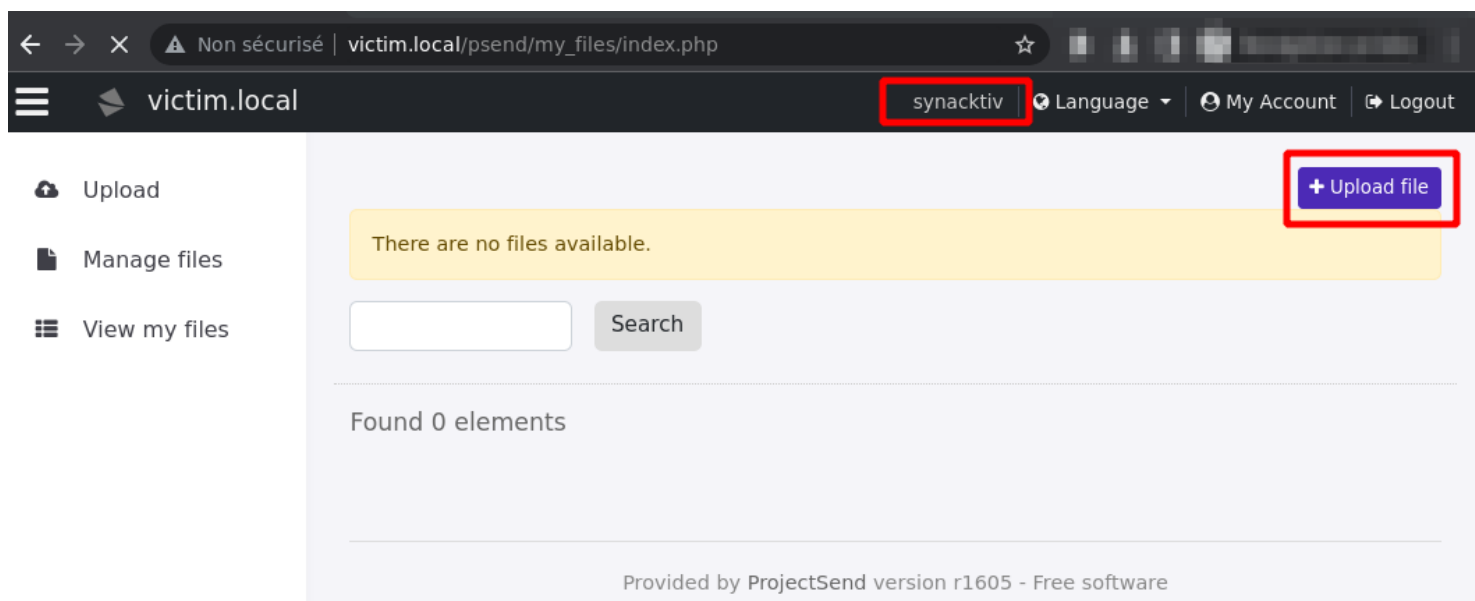 Non sécurisé | victim.local/psend/my_files/index.php
victim.local synacktiv Language My Account Logout
Upload
Manage files
View my files
+ Upload file
There are no files available.
Search
Found 0 elements
Provided by ProjectSend version r1605 - Free software